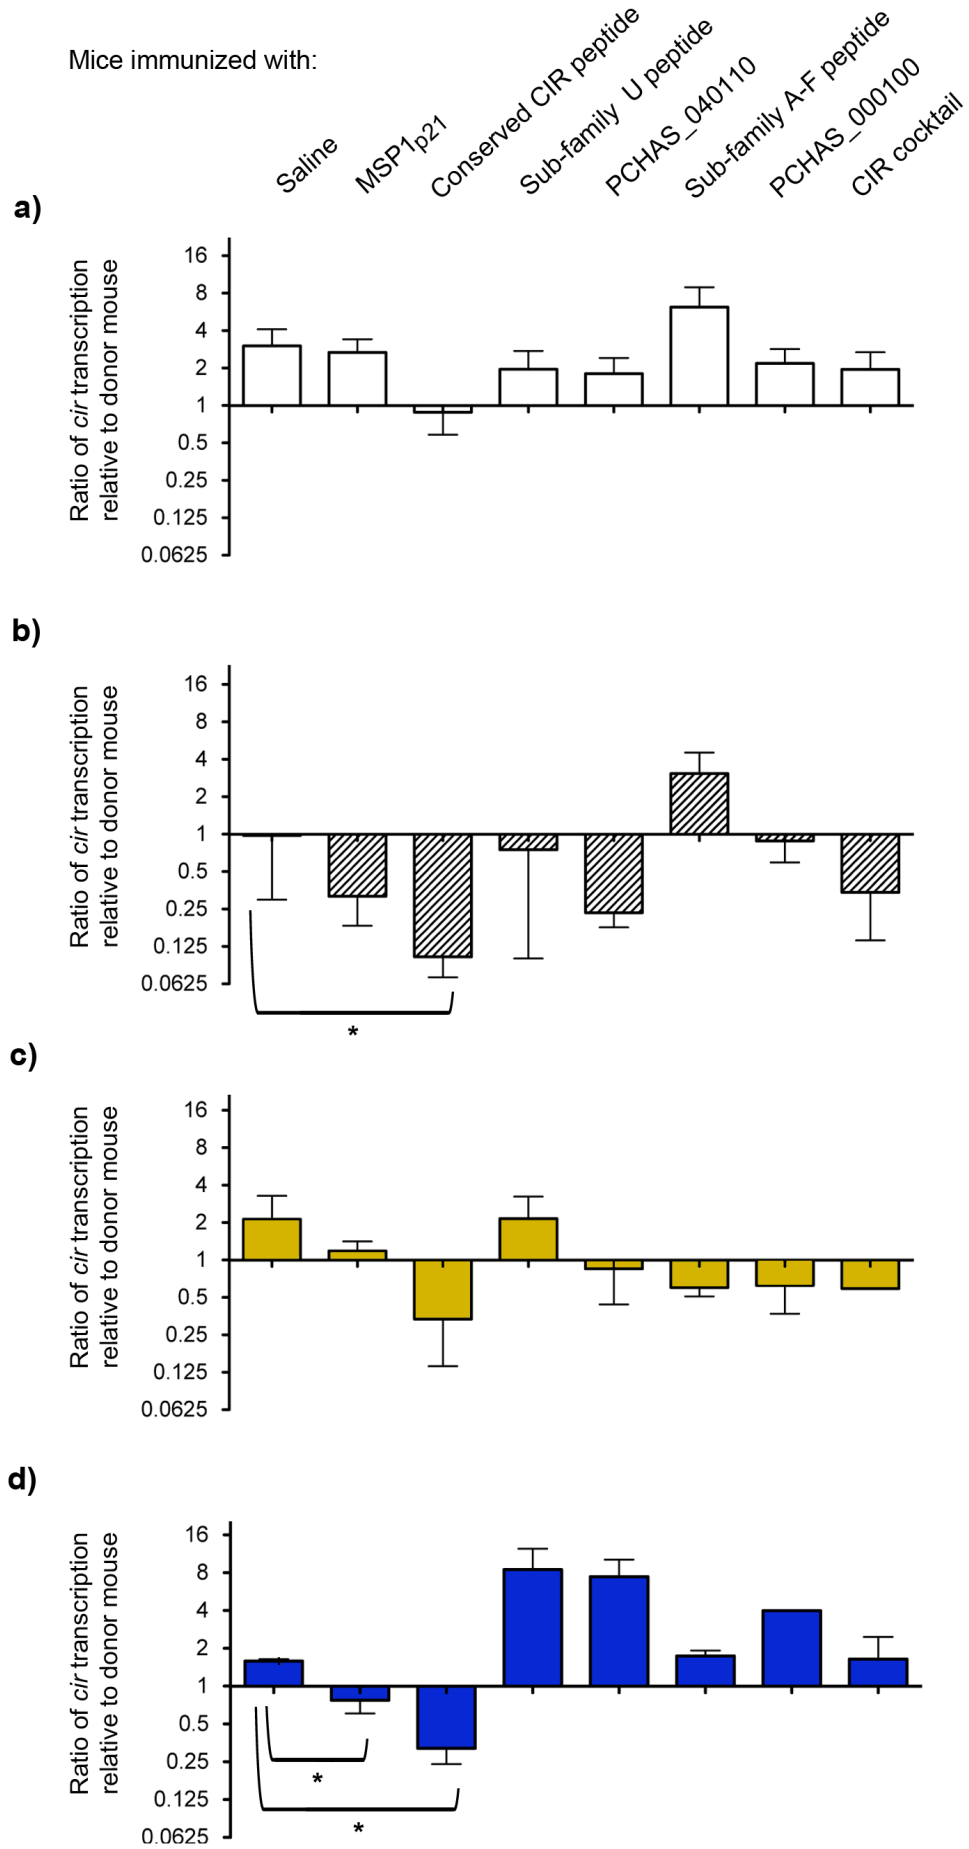 Mice immunized with:
Saline
MSP1p21
Conserved CIR peptide
Sub-family U peptide
PCHAS_040110
Sub-family A-F peptide
PCHAS_000100
CIR cocktail
a)
Ratio of cir transcription
relative to donor mouse
16
8
4
2
1
0.5
0.25
0.125
0.0625
b)
Ratio of cir transcription
relative to donor mouse
16
8
4
2
1
0.5
0.25
0.125
0.0625
*
c)
Ratio of cir transcription
relative to donor mouse
16
8
4
2
1
0.5
0.25
0.125
0.0625
d)
Ratio of cir transcription
relative to donor mouse
16
8
4
2
1
0.5
0.25
0.125
0.0625
*
*